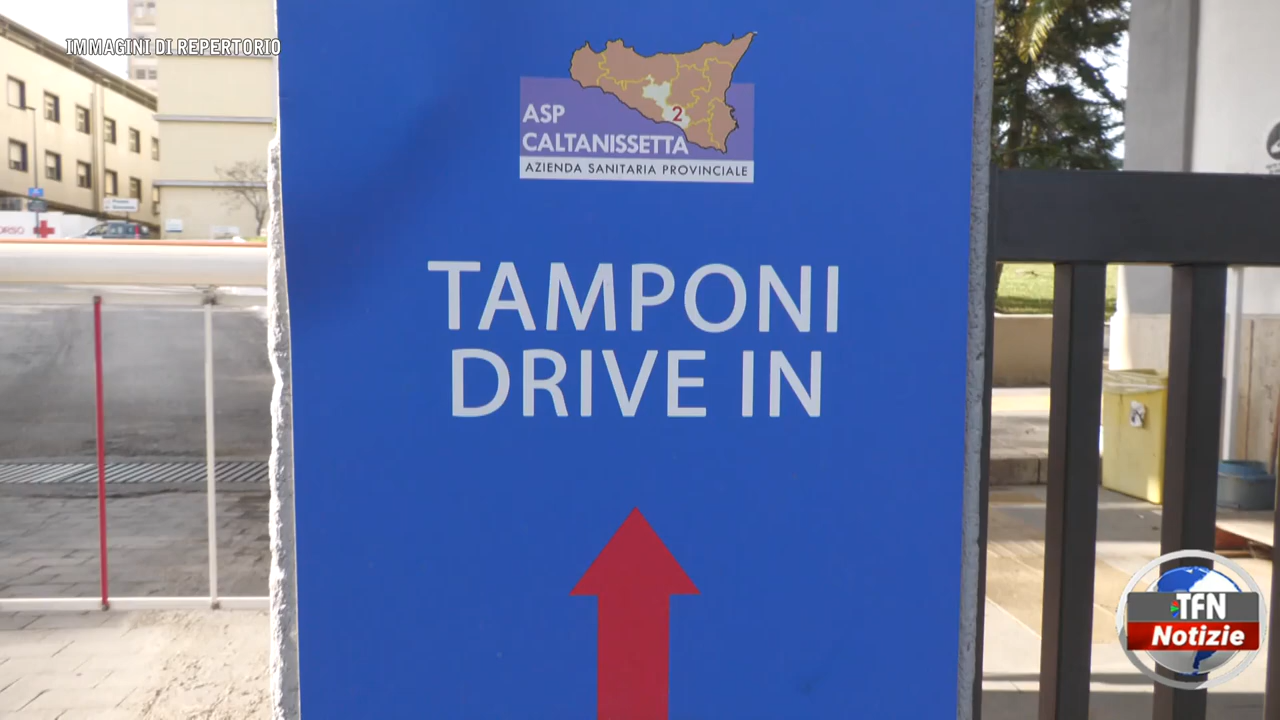 IMMAGINI DI REPERTORIO
2
ASP
CALTANISSETTA
AZIENDA SANITARIA PROVINCIALE
TAMPONI
DRIVE IN
TFN
Notizie